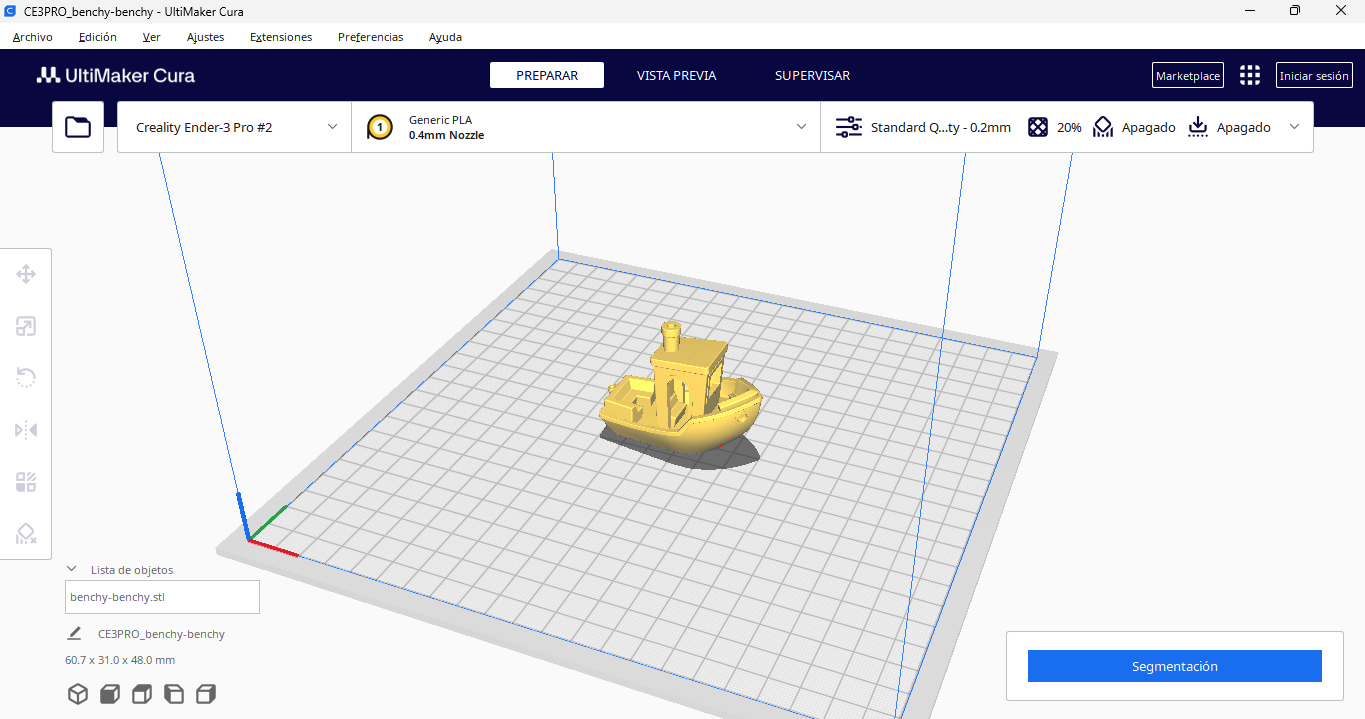 CE3PRO_benchy-benchy - UltiMaker Cura
Archivo Edición Ver Ajustes Extensiones Preferencias Ayuda
UltiMaker Cura PREPARAR VISTA PREVIA SUPERVISAR Marketplace Iniciar sesión
Creality Ender-3 Pro #2
1
Generic PLA
0.4mm Nozzle
Standard Q...ty - 0.2mm 20% Apagado Apagado
Lista de objetos
benchy-benchy.stl
CE3PRO_benchy-benchy
60.7 x 31.0 x 48.0 mm
Segmentación